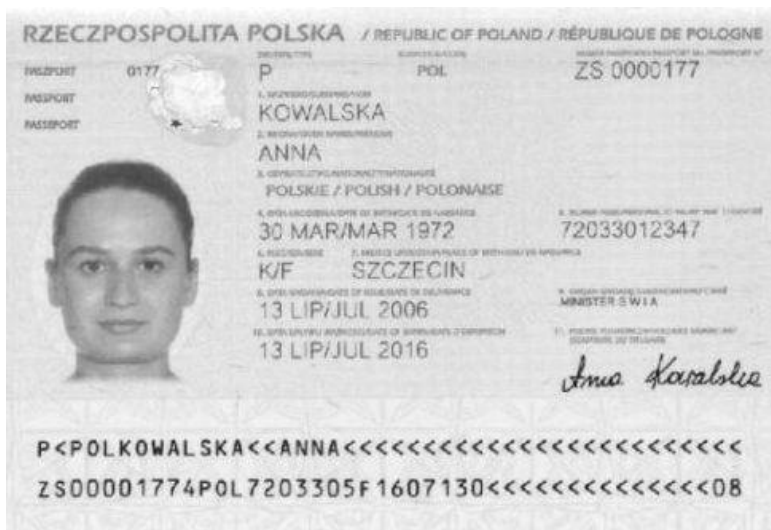 RZECZPOSPOLITA POLSKA / REPUBLIC OF POLAND / RÉPUBLIQUE DE POLOGNE
PASZPORT 0177 P POL ZS 0000177
PASSPORT
PASSEPORT
KOWALSKA
ANNA
POLSKIE / POLISH / POLONAISE
30 MAR/MAR 1972 72033012347
K/F SZCZECIN
13 LIP/JUL 2006 MINISTER S W I A
13 LIP/JUL 2016
Anna Kowalska
P<POLKOWALSKA<<ANNA<<<<<<<<<<<<<<<<<<<<<<<<<
ZS00001774POL7203305F1607130<<<<<<<<<<<<<<08